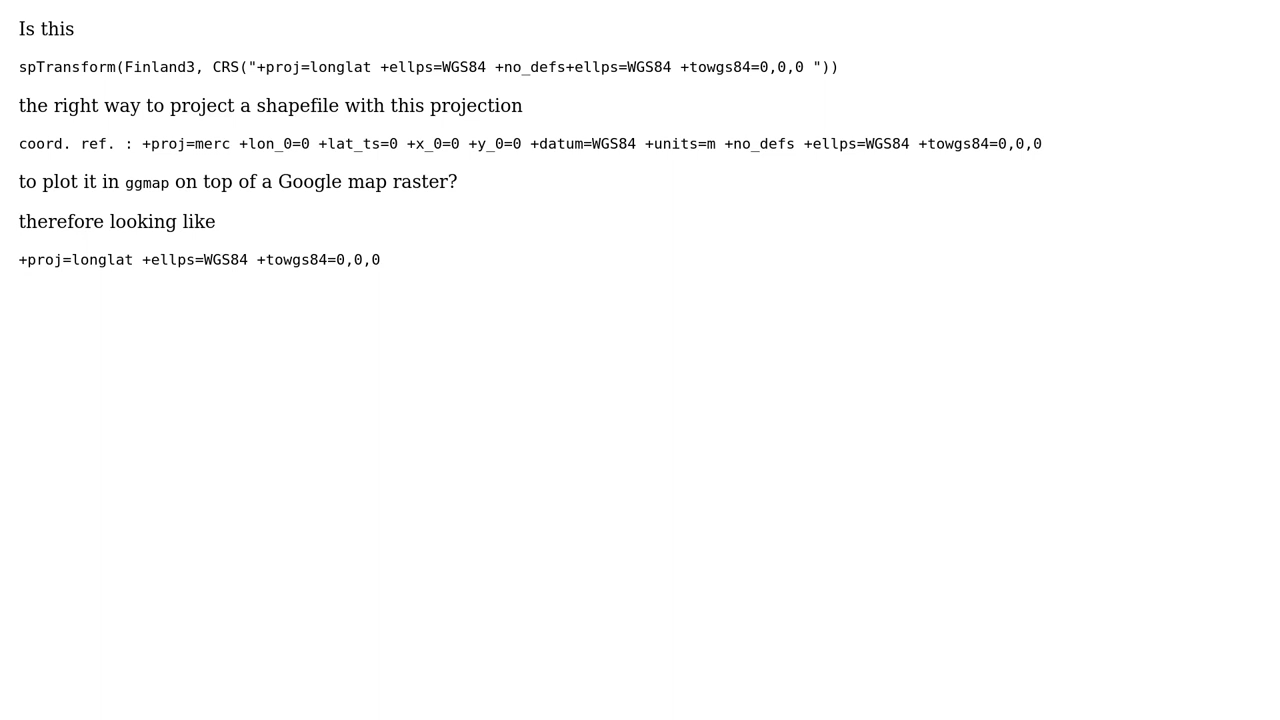 Is this
spTransform(Finland3, CRS("+proj=longlat +ellps=WGS84 +no_defs+ellps=WGS84 +towgs84=0,0,0 "))
the right way to project a shapefile with this projection
coord. ref. : +proj=merc +lon_0=0 +lat_ts=0 +x_0=0 +y_0=0 +datum=WGS84 +units=m +no_defs +ellps=WGS84 +towgs84=0,0,0
to plot it in ggmap on top of a Google map raster?
therefore looking like
+proj=longlat +ellps=WGS84 +towgs84=0,0,0